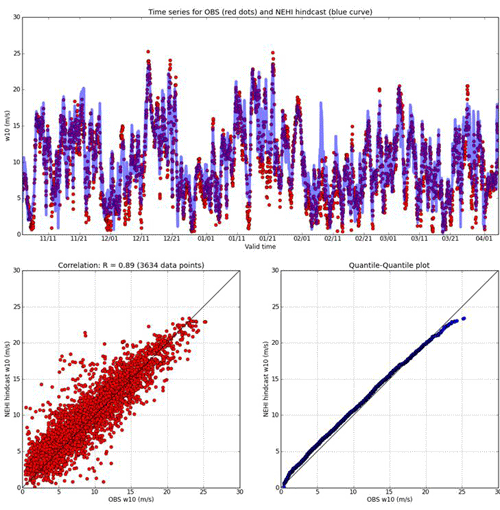 Time series for OBS (red dots) and NEHI hindcast (blue curve)
30
25
20
15
10
5
0
w10 (m/s)
11/11 11/21 12/01 12/11 12/21 01/01 01/11 01/21 02/01 02/11 02/21 03/01 03/11 03/21 04/01
Valid time
Correlation: R = 0.89 (3634 data points)
30
25
20
15
10
5
0
NEHI hindcast w10 (m/s)
0 5 10 15 20 25 30
OBS w10 (m/s)
Quantile-Quantile plot
30
25
20
15
10
5
0
NEHI hindcast w10 (m/s)
0 5 10 15 20 25 30
OBS w10 (m/s)